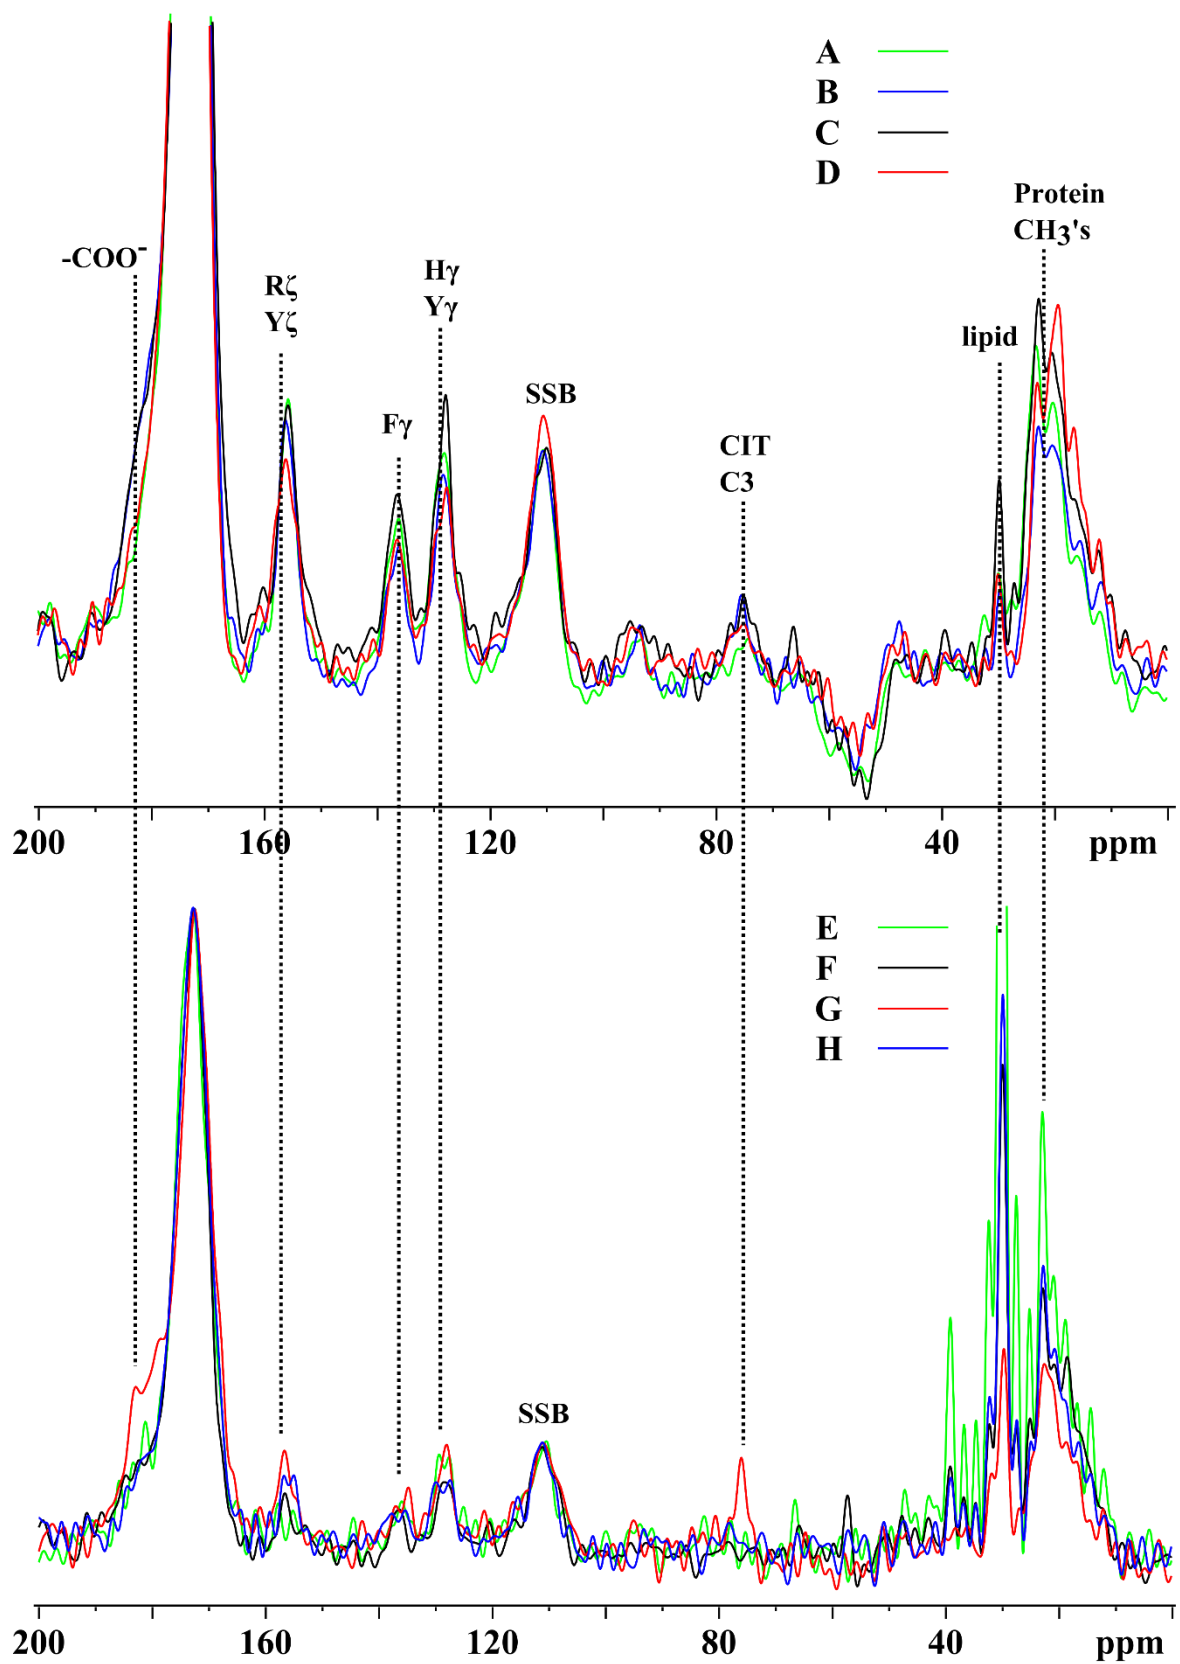 A
B
C
D
Protein
CH3's
-COO-
Rζ
Yζ
Hγ
Yγ
lipid
SSB
Fγ
CIT
C3
200 160 120 80 40 ppm
E
F
G
H
SSB
200 160 120 80 40 ppm